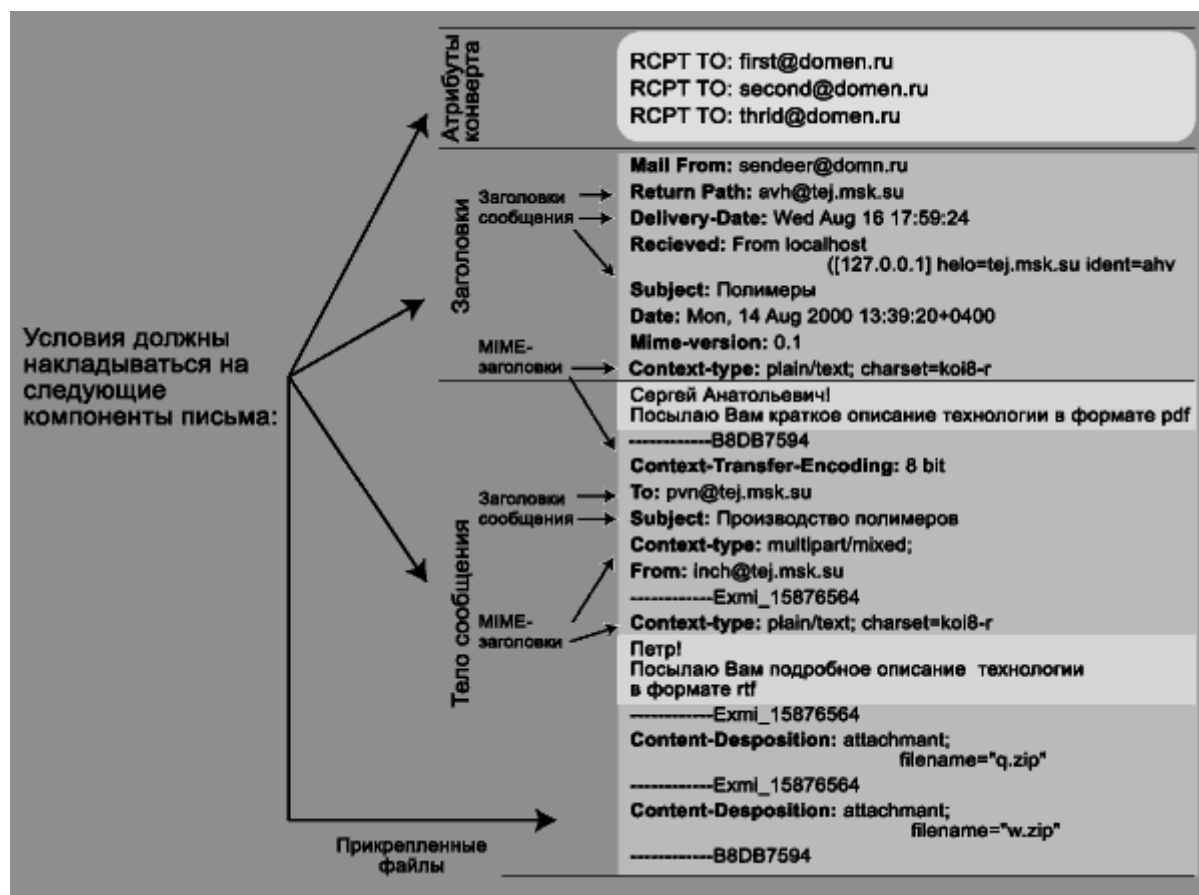 Атрибуты
конверта
RCPT TO: first@domen.ru
RCPT TO: second@domen.ru
RCPT TO: thrid@domen.ru
Условия должны
накладываться на
следующие
компоненты письма:
Заголовки
Заголовки
сообщения
MIME-
заголовки
Mail From: sendeer@domn.ru
Return Path: avh@tej.msk.su
Delivery-Date: Wed Aug 16 17:59:24
Recieved: From localhost
([127.0.0.1] helo=tej.msk.su ident=ahv
Subject: Полимеры
Date: Mon, 14 Aug 2000 13:39:20+0400
Mime-version: 0.1
Context-type: plain/text; charset=koi8-r
Тело сообщения
Заголовки
сообщения
MIME-
заголовки
Сергей Анатольевич!
Посылаю Вам краткое описание технологии в формате pdf
------------B8DB7594
Context-Transfer-Encoding: 8 bit
To: pvn@tej.msk.su
Subject: Производство полимеров
Context-type: multipart/mixed;
From: inch@tej.msk.su
------------Exmi_15876564
Context-type: plain/text; charset=koi8-r
Петр!
Посылаю Вам подробное описание технологии
в формате rtf
------------Exmi_15876564
Content-Desposition: attachmant;
filename="q.zip"
------------Exmi_15876564
Content-Desposition: attachmant;
filename="w.zip"
------------B8DB7594
Прикрепленные
файлы